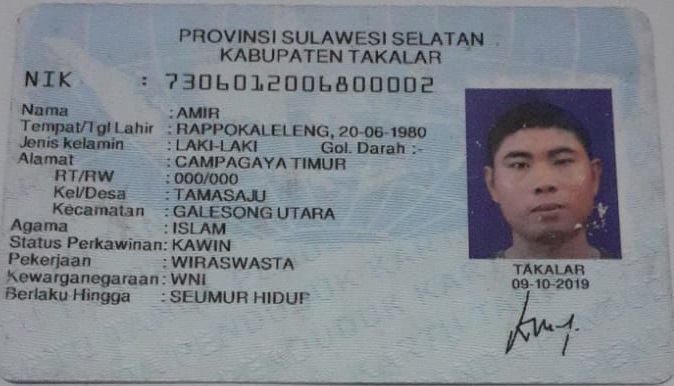 PROVINSI SULAWESI SELATAN
KABUPATEN TAKALAR
NIK : 7306012006800002
Nama : AMIR
Tempat/Tgl Lahir : RAPPOKALELENG, 20-06-1980
Jenis kelamin : LAKI-LAKI Gol. Darah :-
Alamat : CAMPAGAYA TIMUR
RT/RW : 000/000
Kel/Desa : TAMASAJU
Kecamatan : GALESONG UTARA
Agama : ISLAM
Status Perkawinan: KAWIN
Pekerjaan : WIRASWASTA
Kewarganegaraan: WNI
Berlaku Hingga : SEUMUR HIDUP
TAKALAR
09-10-2019